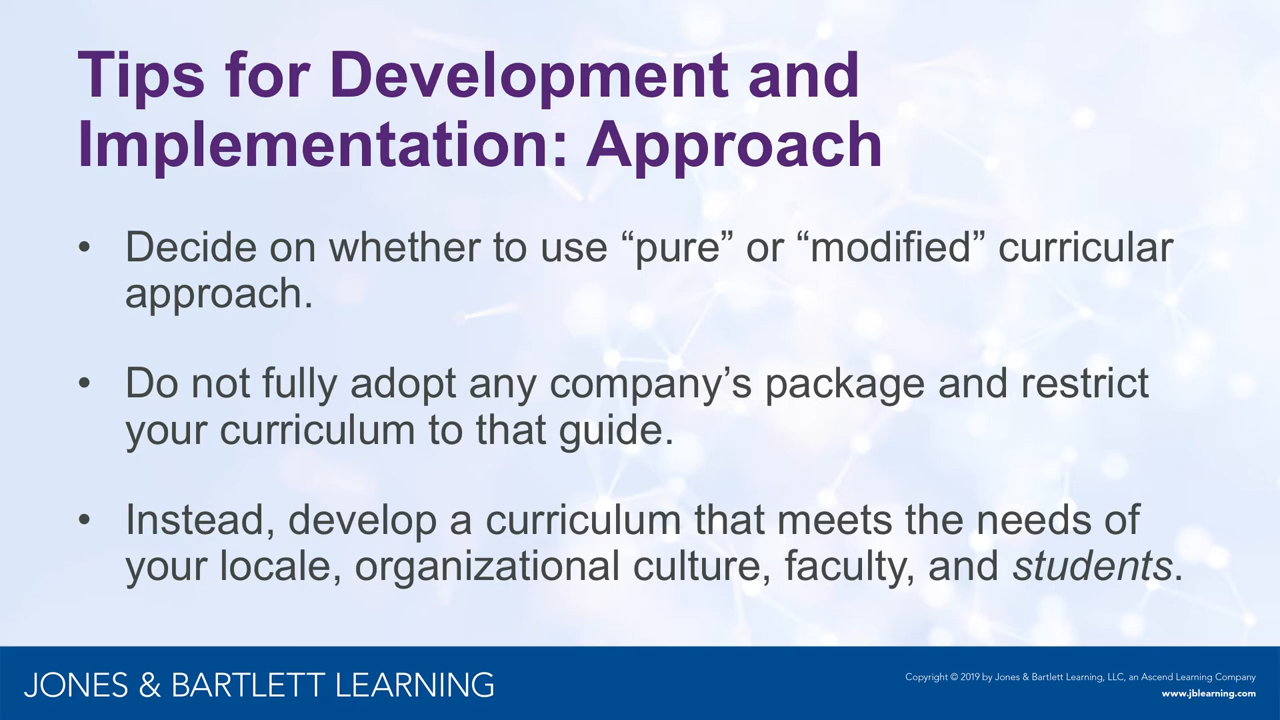 Tips for Development and
Implementation: Approach
• Decide on whether to use “pure” or “modified” curricular
approach.
• Do not fully adopt any company’s package and restrict
your curriculum to that guide.
• Instead, develop a curriculum that meets the needs of
your locale, organizational culture, faculty, and students.
JONES & BARTLETT LEARNING
Copyright © 2019 by Jones & Bartlett Learning, LLC, an Ascend Learning Company
www.jblearning.com